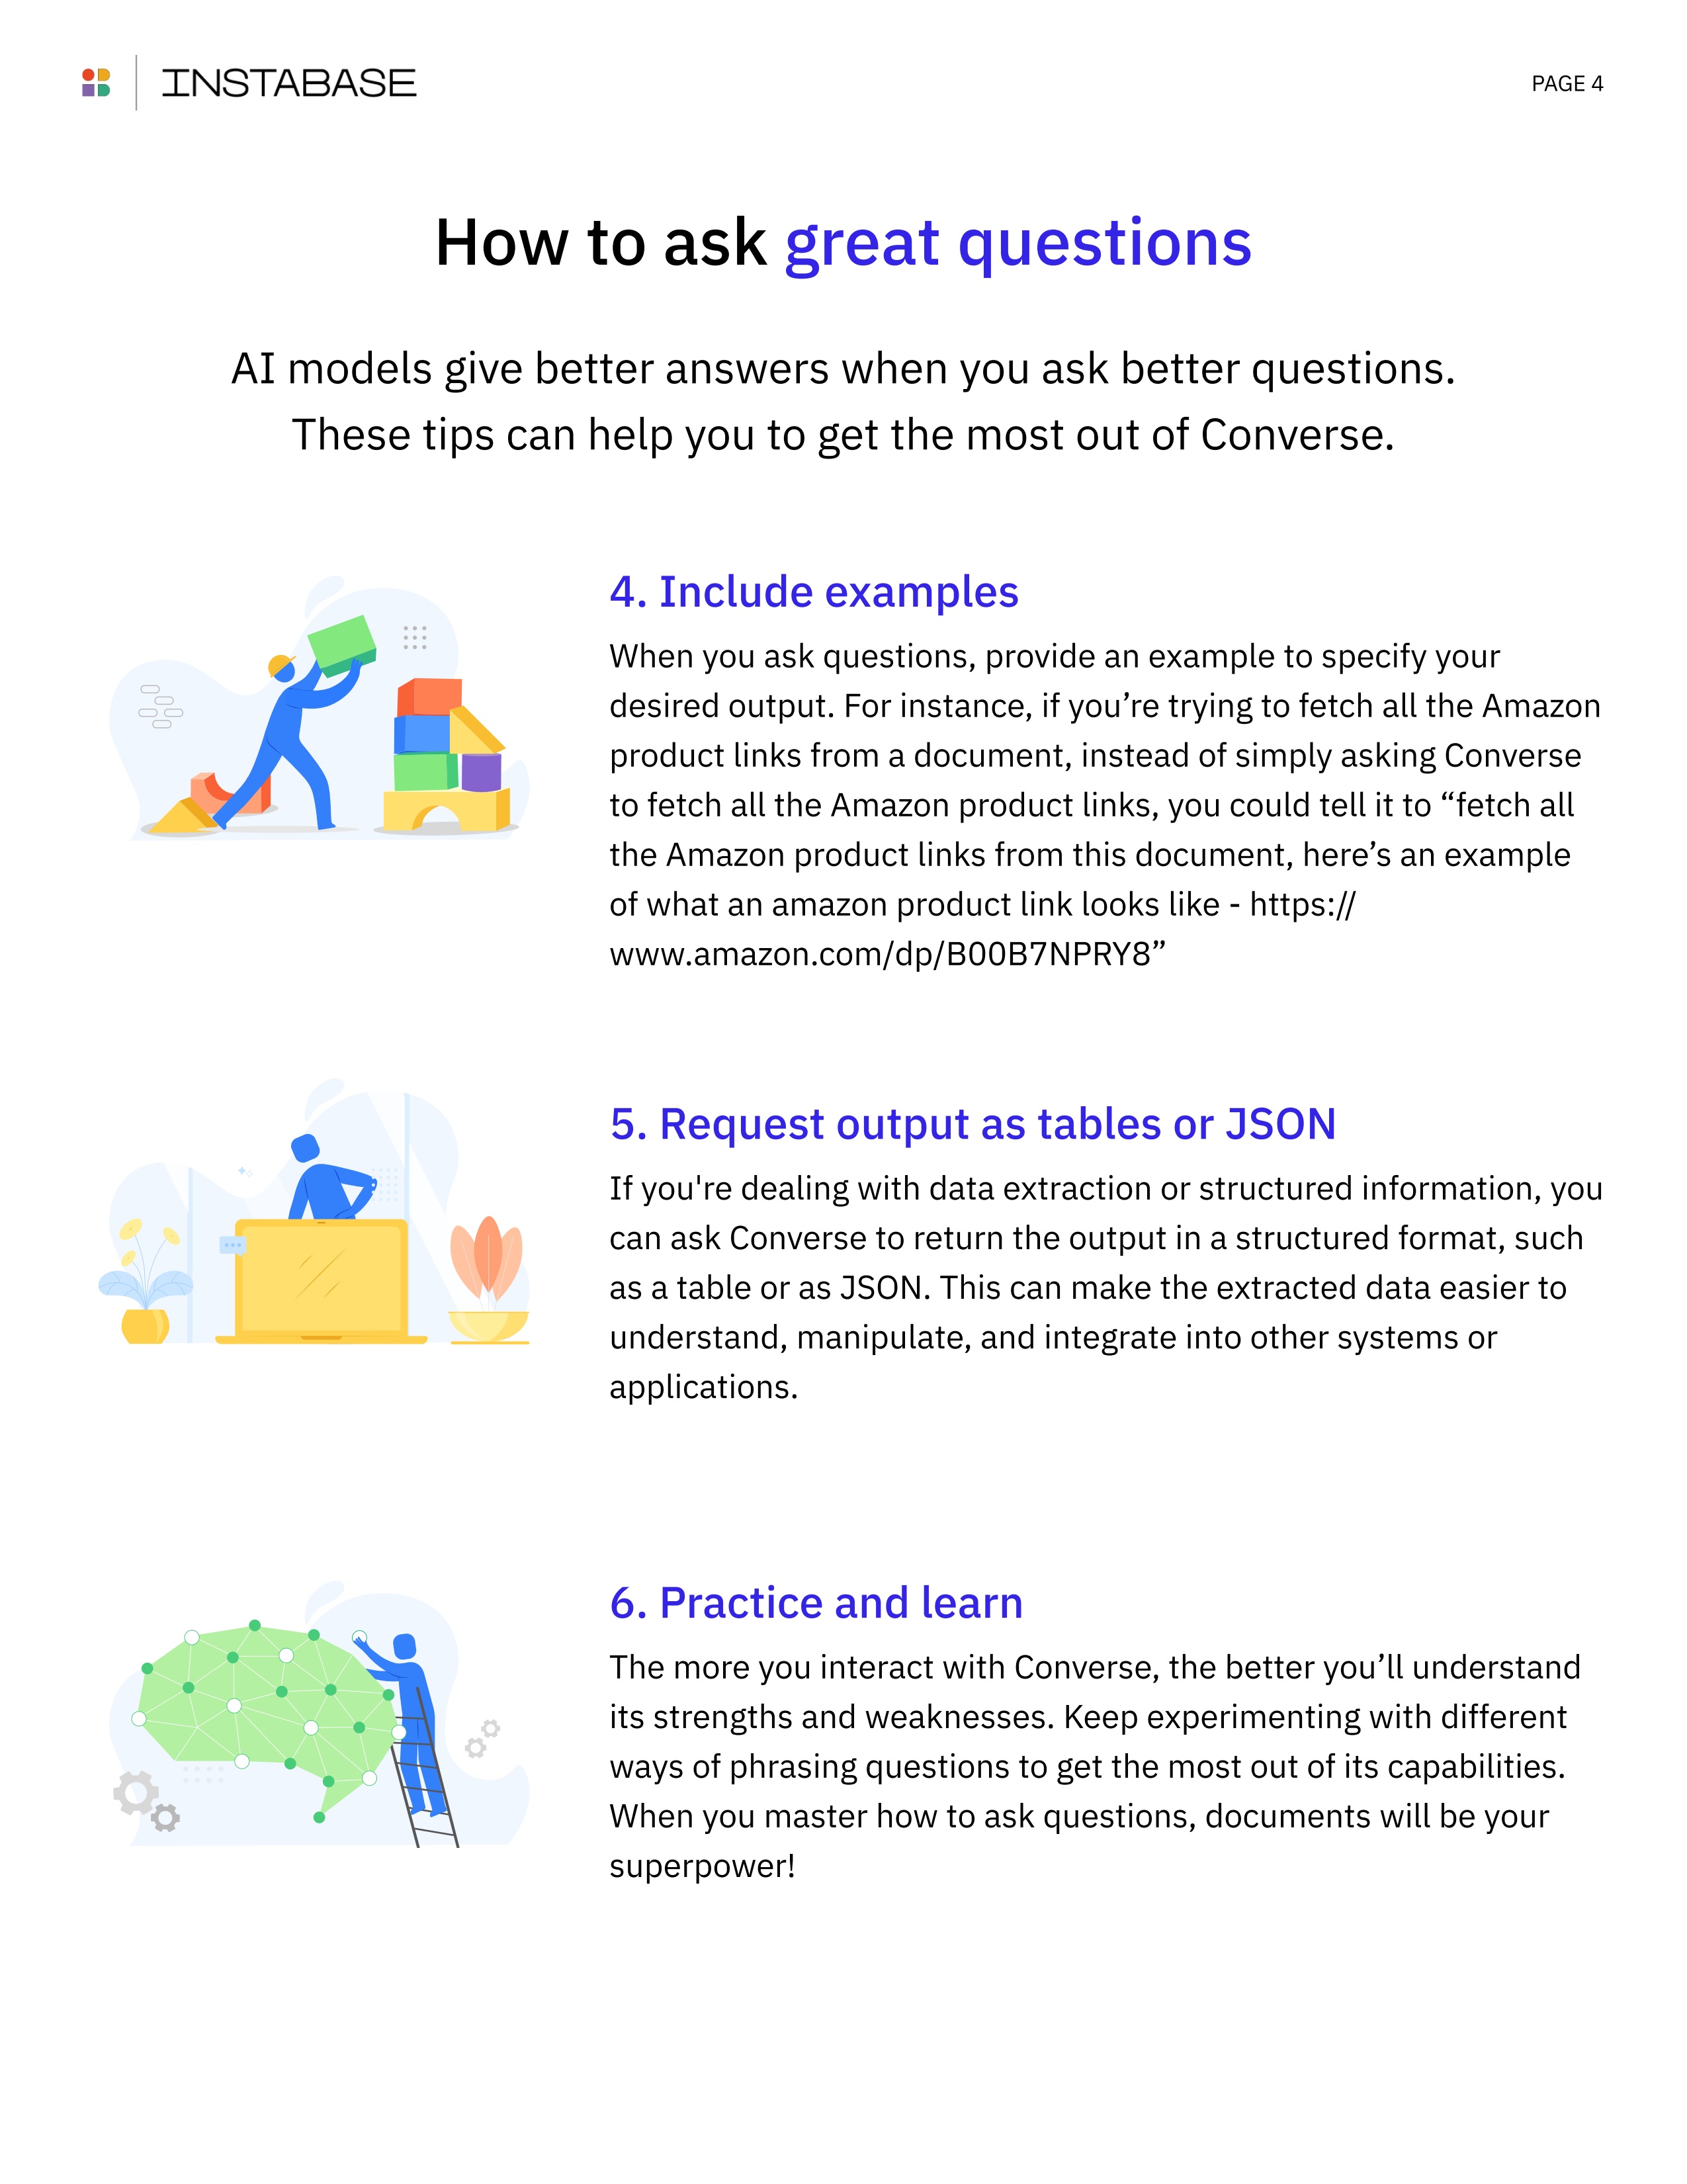 INSTABASE
PAGE 4
How to ask great questions
AI models give better answers when you ask better questions.
These tips can help you to get the most out of Converse.
4. Include examples
When you ask questions, provide an example to specify your
desired output. For instance, if you’re trying to fetch all the Amazon
product links from a document, instead of simply asking Converse
to fetch all the Amazon product links, you could tell it to “fetch all
the Amazon product links from this document, here’s an example
of what an amazon product link looks like - https://
www.amazon.com/dp/B00B7NPRY8”
5. Request output as tables or JSON
If you're dealing with data extraction or structured information, you
can ask Converse to return the output in a structured format, such
as a table or as JSON. This can make the extracted data easier to
understand, manipulate, and integrate into other systems or
applications.
6. Practice and learn
The more you interact with Converse, the better you’ll understand
its strengths and weaknesses. Keep experimenting with different
ways of phrasing questions to get the most out of its capabilities.
When you master how to ask questions, documents will be your
superpower!